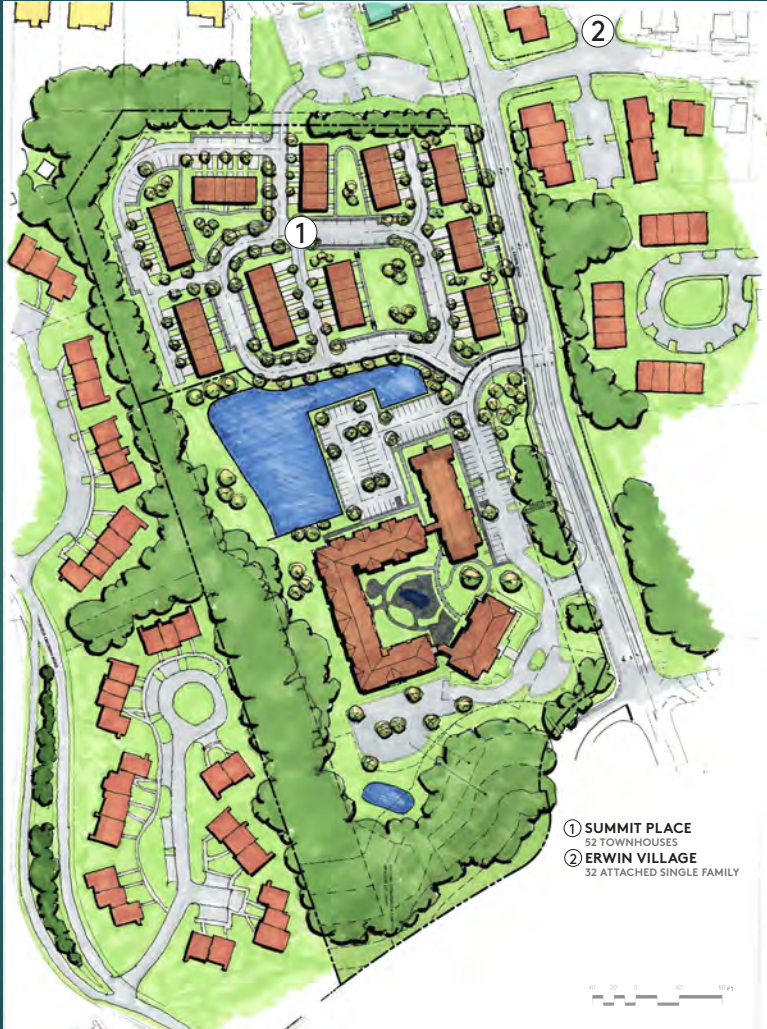 2
1
1 SUMMIT PLACE
52 TOWNHOUSES
2 ERWIN VILLAGE
32 ATTACHED SINGLE FAMILY
40' 20' 0 40' 80' FT